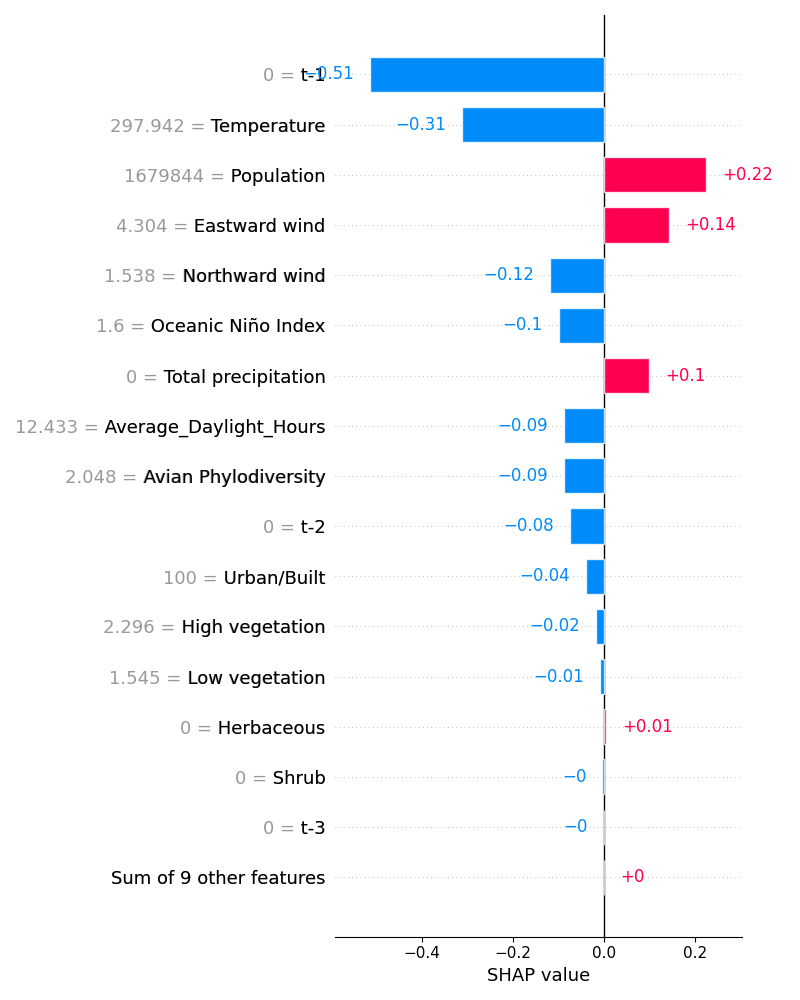 0 = t-1 −0.51
297.942 = Temperature −0.31
1679844 = Population +0.22
4.304 = Eastward wind +0.14
1.538 = Northward wind −0.12
1.6 = Oceanic Niño Index −0.1
0 = Total precipitation +0.1
12.433 = Average_Daylight_Hours −0.09
2.048 = Avian Phylodiversity −0.09
0 = t-2 −0.08
100 = Urban/Built −0.04
2.296 = High vegetation −0.02
1.545 = Low vegetation −0.01
0 = Herbaceous +0.01
0 = Shrub −0
0 = t-3 −0
Sum of 9 other features +0
−0.4 −0.2 0.0 0.2
SHAP value